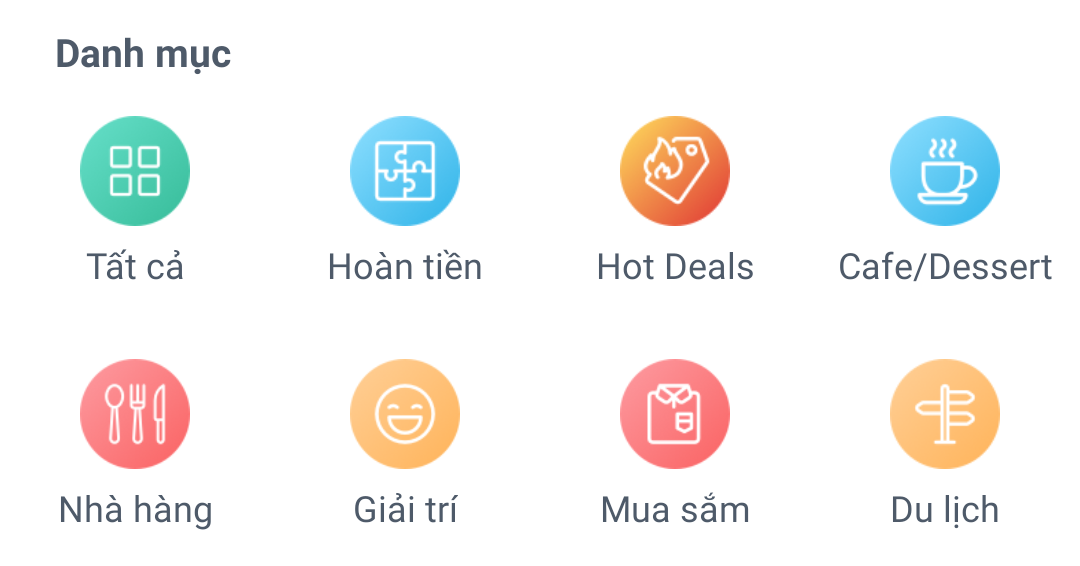 Danh mục
Tất cả
Hoàn tiền
Hot Deals
Cafe/Dessert
Nhà hàng
Giải trí
Mua sắm
Du lịch